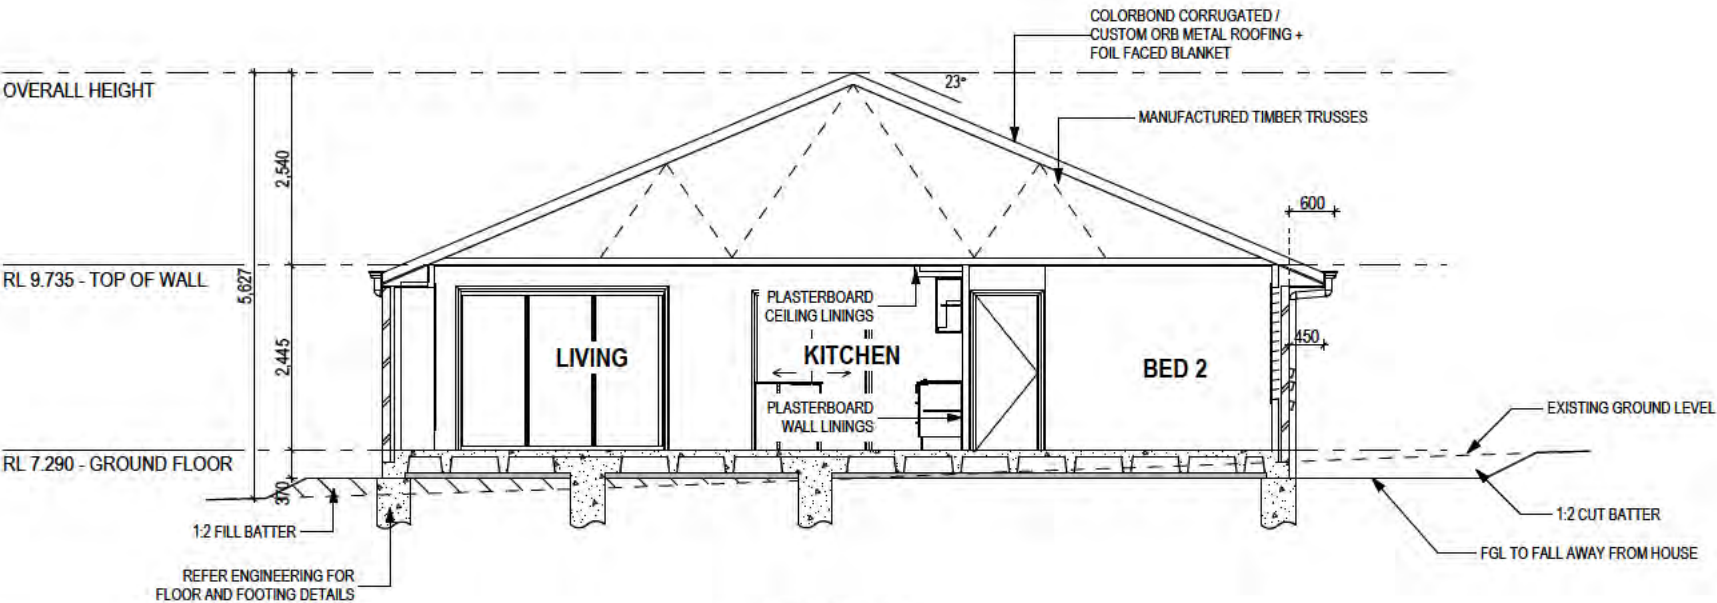 COLORBOND CORRUGATED /
CUSTOM ORB METAL ROOFING +
FOIL FACED BLANKET
OVERALL HEIGHT
23°
MANUFACTURED TIMBER TRUSSES
2,540
600
RL 9.735 - TOP OF WALL
5,627
PLASTERBOARD
CEILING LININGS
2,445
LIVING
KITCHEN
BED 2
450
PLASTERBOARD
WALL LININGS
EXISTING GROUND LEVEL
RL 7.290 - GROUND FLOOR
370
1:2 FILL BATTER
1:2 CUT BATTER
FGL TO FALL AWAY FROM HOUSE
REFER ENGINEERING FOR
FLOOR AND FOOTING DETAILS